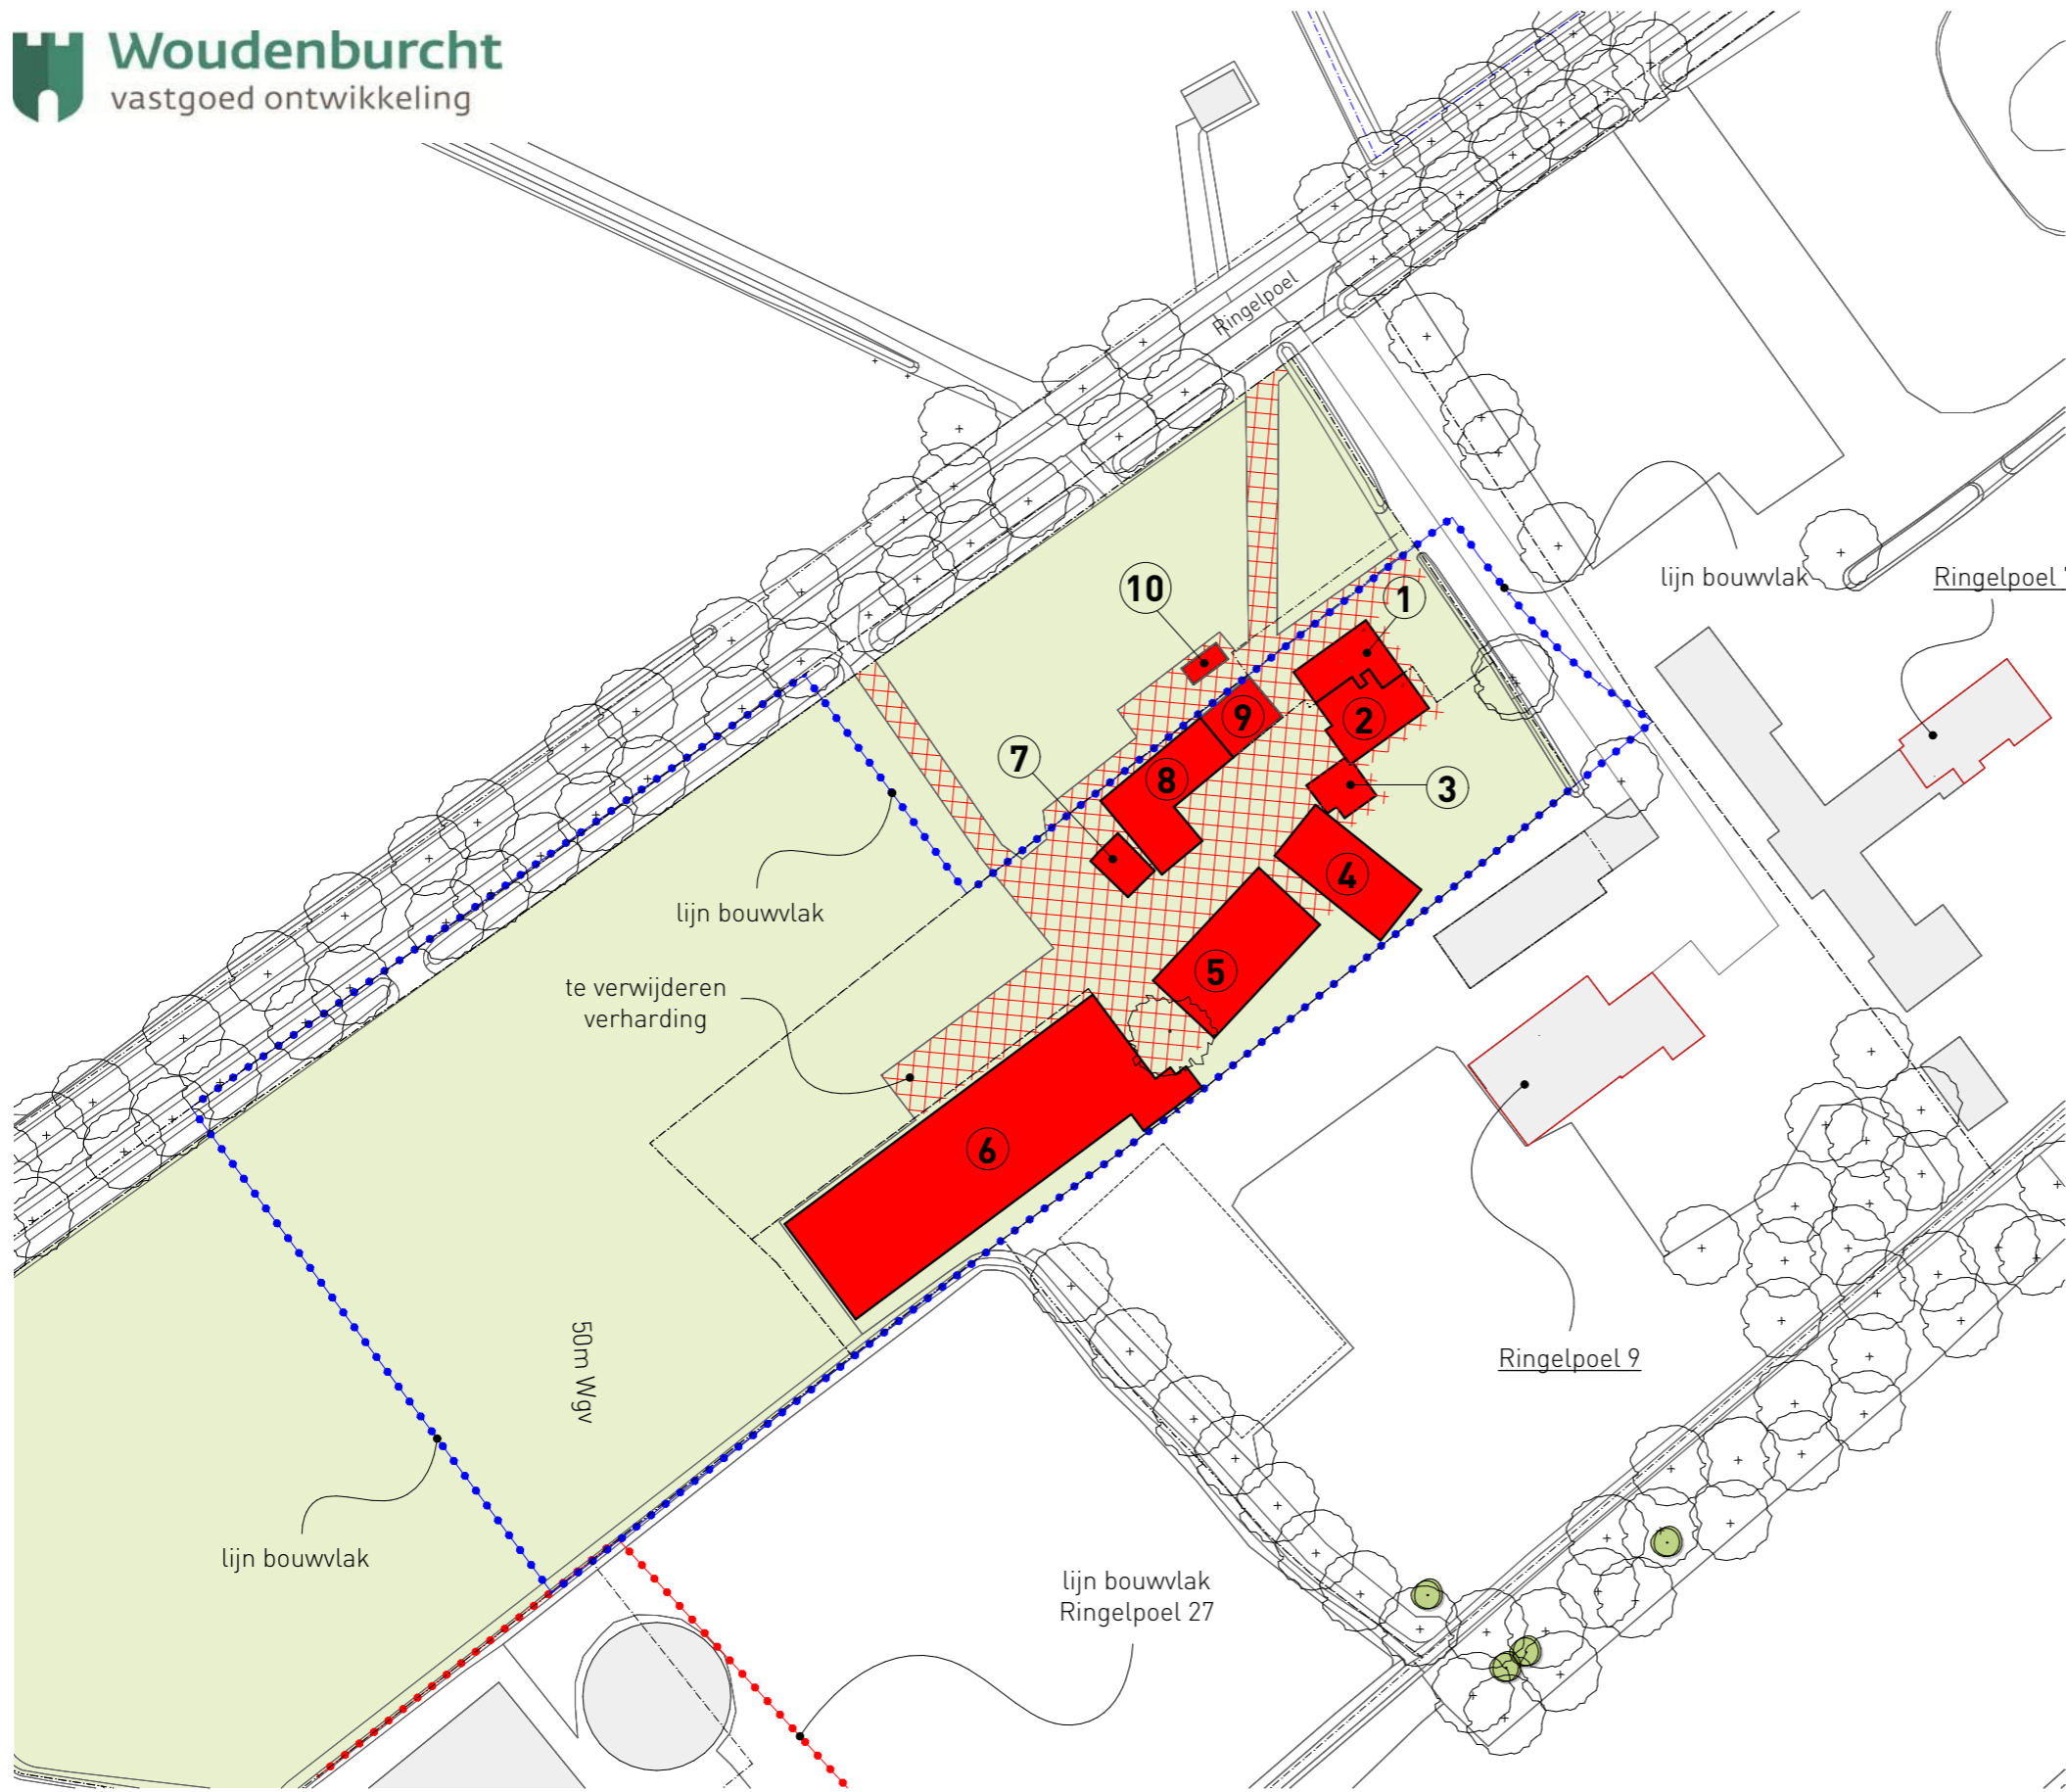 Woudenburcht
vastgoed ontwikkeling
Ringelpoel
lijn bouwvlak
Ringelpoel
10
1
9
2
7
8
3
4
lijn bouwvlak
5
te verwijderen
verharding
6
50m Wgv
Ringelpoel 9
lijn bouwvlak
lijn bouwvlak
Ringelpoel 27